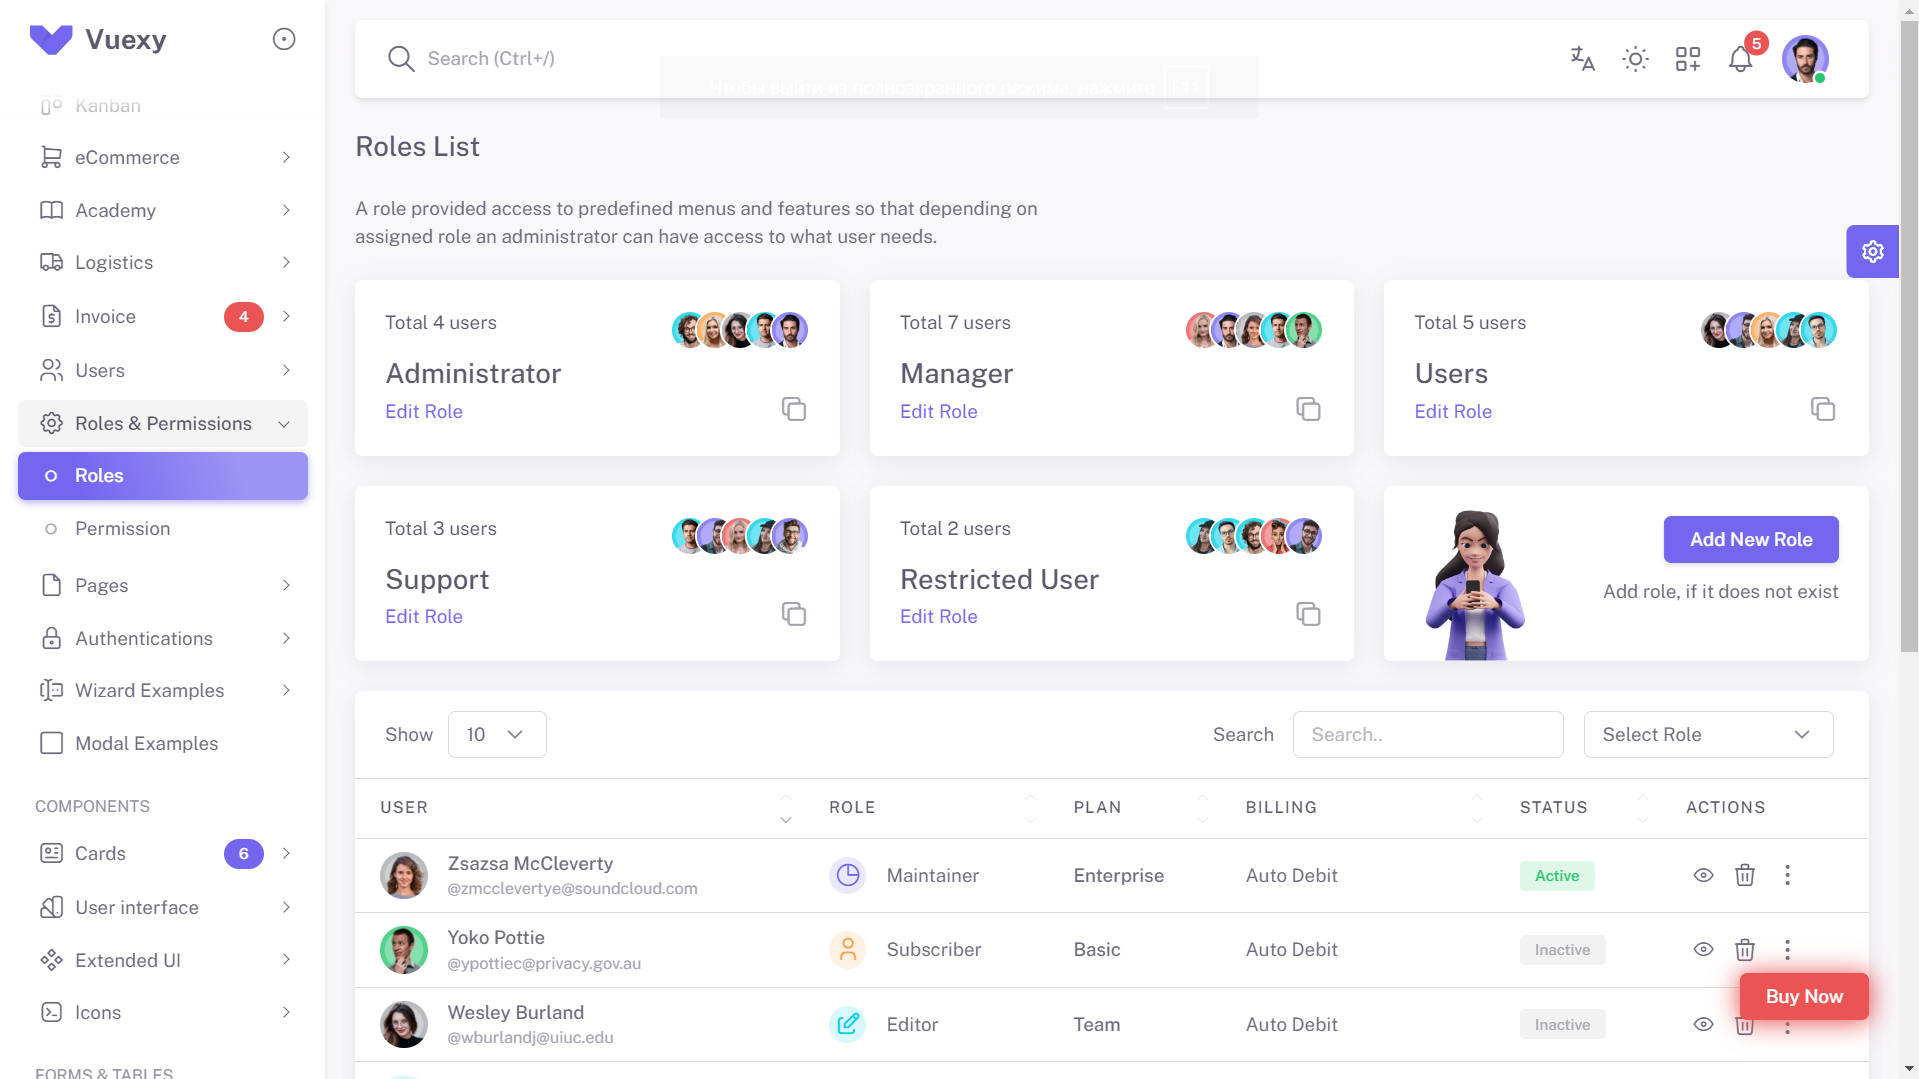 Vuexy
Search (Ctrl+/)
5
Чтобы выйти из полноэкранного режима, нажмите F11
Kanban
eCommerce
Academy
Logistics
Invoice
4
Users
Roles & Permissions
Roles
Permission
Pages
Authentications
Wizard Examples
Modal Examples
COMPONENTS
Cards
6
User interface
Extended UI
Icons
FORMS & TABLES
Roles List
A role provided access to predefined menus and features so that depending on
assigned role an administrator can have access to what user needs.
Total 4 users
Administrator
Edit Role
Total 7 users
Manager
Edit Role
Total 5 users
Users
Edit Role
Total 3 users
Support
Edit Role
Total 2 users
Restricted User
Edit Role
Add New Role
Add role, if it does not exist
Show
10
Search
Search..
Select Role
USER
ROLE
PLAN
BILLING
STATUS
ACTIONS
Zsazsa McCleverty
@zmcclevertye@soundcloud.com
Maintainer
Enterprise
Auto Debit
Active
Yoko Pottie
@ypottiec@privacy.gov.au
Subscriber
Basic
Auto Debit
Inactive
Wesley Burland
@wburlandj@uiuc.edu
Editor
Team
Auto Debit
Inactive
Buy Now